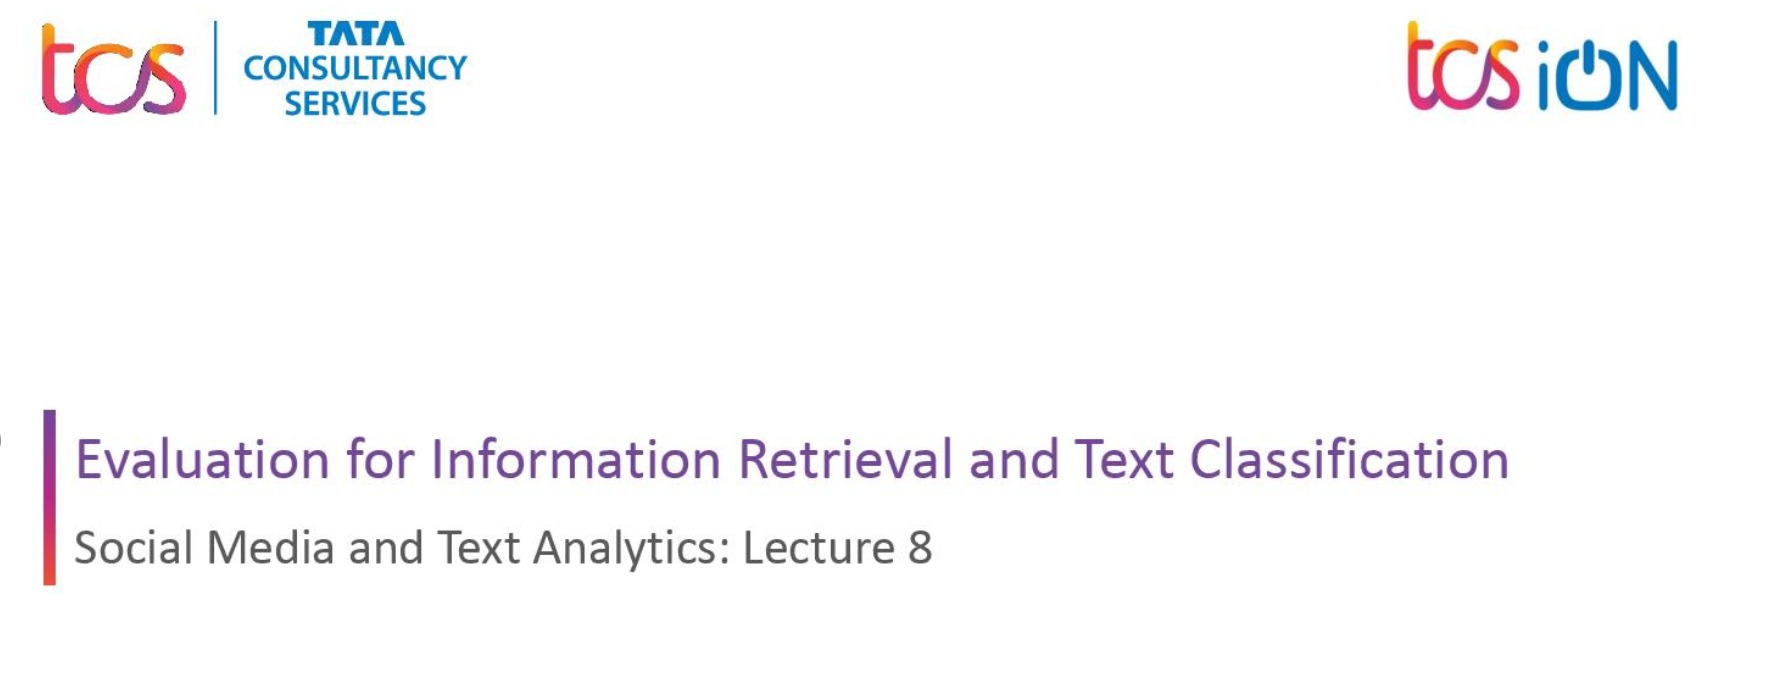 tcs
TATA
CONSULTANCY
SERVICES
tcs iON
Evaluation for Information Retrieval and Text Classification
Social Media and Text Analytics: Lecture 8